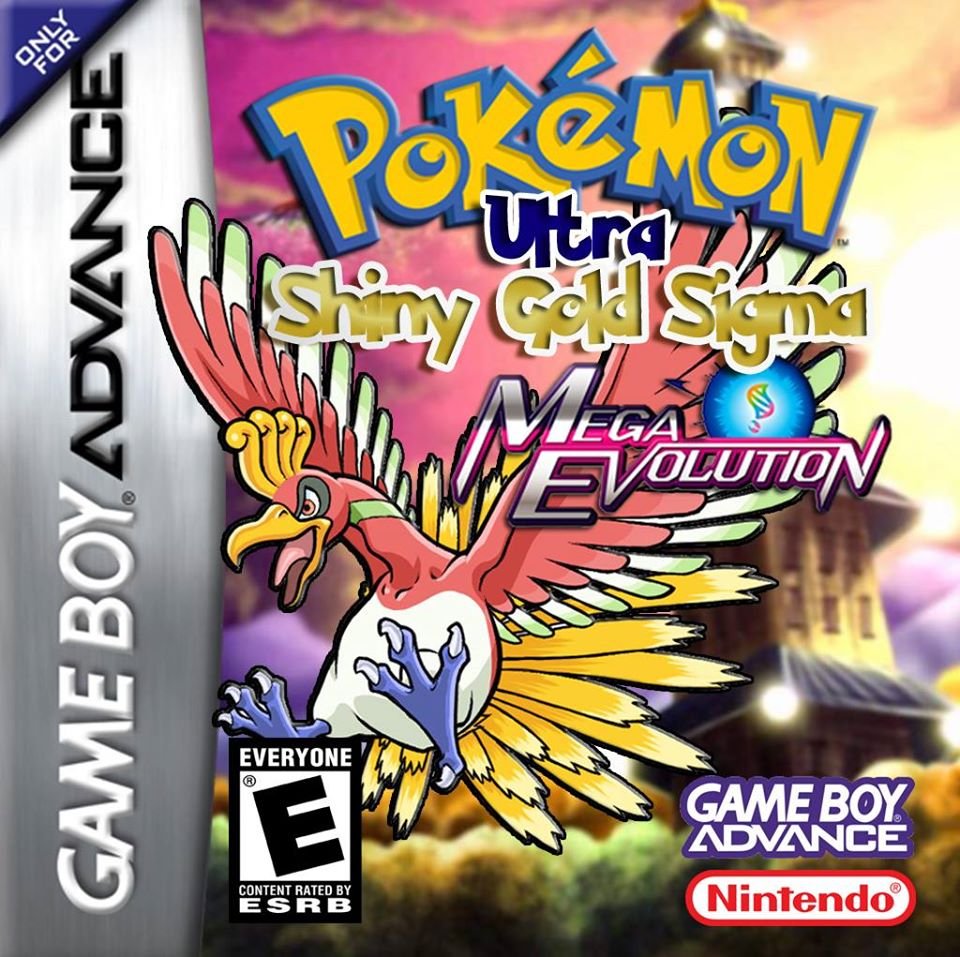 ONLY
FOR
GAME BOY ADVANCE
®
POKéMON
TM
Ultra
Shiny Gold Sigma
MEGA
EVOLUTION
EVERYONE
®
E
CONTENT RATED BY
ESRB
GAME BOY
ADVANCE
®
Nintendo®